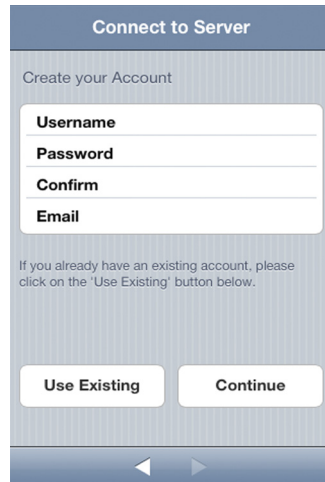 Connect to Server
Create your Account
Username
Password
Confirm
Email
If you already have an existing account, please
click on the 'Use Existing' button below.
Use Existing
Continue